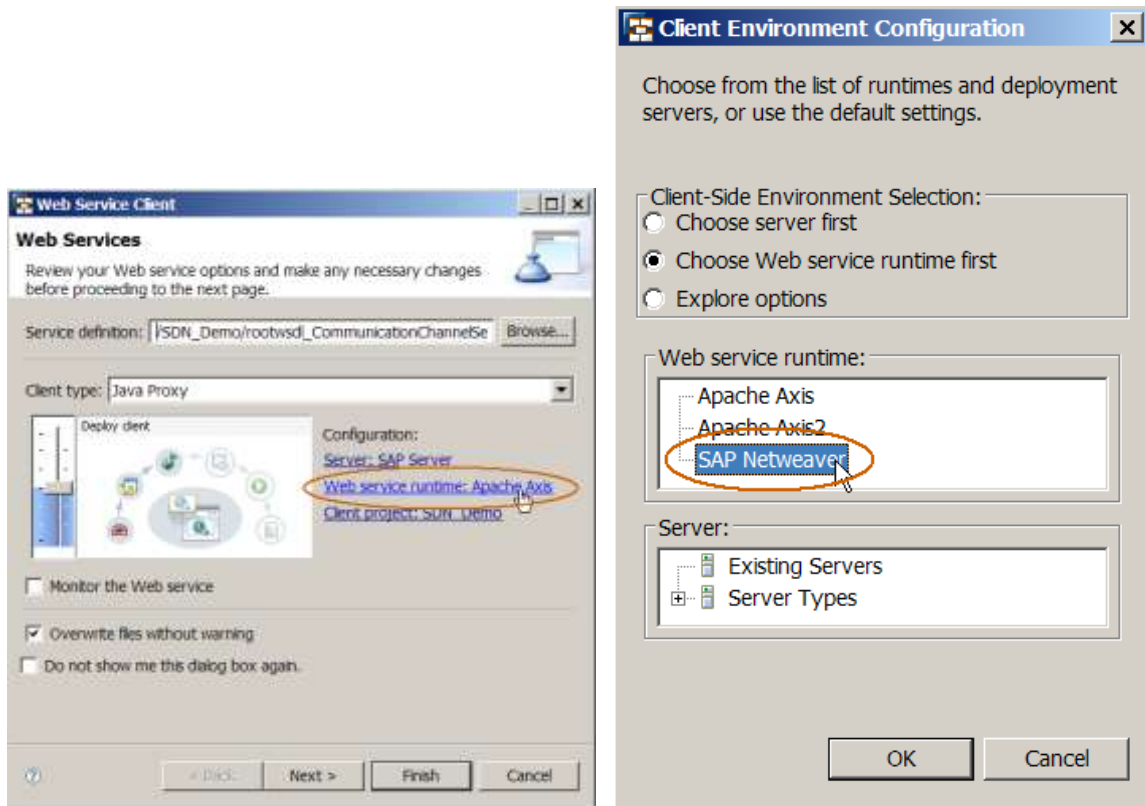 Web Service Client
Web Services
Review your Web service options and make any necessary changes
before proceeding to the next page.
Service definition: /SDN_Demo/rootwsdl_CommunicationChannelSe Browse...
Client type: Java Proxy
Deploy client
Configuration:
Server: SAP Server
Web service runtime: Apache Axis
Client project: SDN_Demo
Monitor the Web service
Overwrite files without warning
Do not show me this dialog box again.
< Back Next > Finish Cancel
Client Environment Configuration
Choose from the list of runtimes and deployment
servers, or use the default settings.
Client-Side Environment Selection:
Choose server first
Choose Web service runtime first
Explore options
Web service runtime:
Apache Axis
Apache Axis2
SAP Netweaver
Server:
Existing Servers
Server Types
OK Cancel